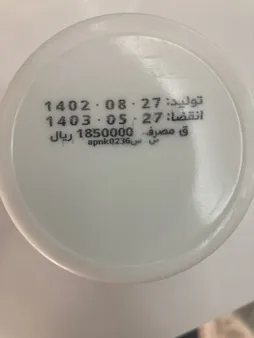 تولید: 27 · 08 · 1402
انقضا: 27 · 05 · 1403
ق مصرف 1850000 ریال
س س apnk0236